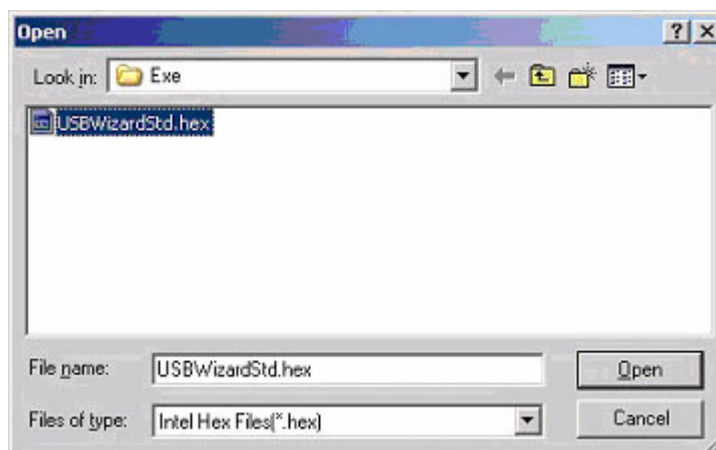 Open
Look in: Exe
USBWizardStd.hex
File name: USBWizardStd.hex Open
Files of type: Intel Hex Files(*.hex) Cancel